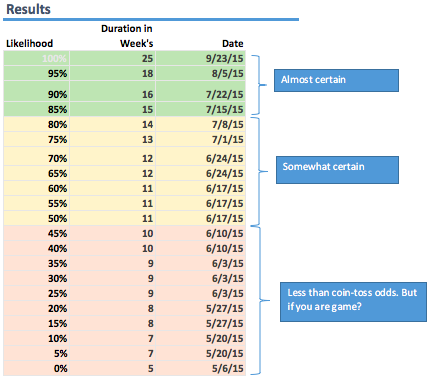 Results
Duration in
Likelihood Week's Date
100% 25 9/23/15
95% 18 8/5/15
90% 16 7/22/15
85% 15 7/15/15
80% 14 7/8/15
75% 13 7/1/15
70% 12 6/24/15
65% 12 6/24/15
60% 11 6/17/15
55% 11 6/17/15
50% 11 6/17/15
45% 10 6/10/15
40% 10 6/10/15
35% 9 6/3/15
30% 9 6/3/15
25% 9 6/3/15
20% 8 5/27/15
15% 8 5/27/15
10% 7 5/20/15
5% 7 5/20/15
0% 5 5/6/15
Almost certain
Somewhat certain
Less than coin-toss odds. But
if you are game?